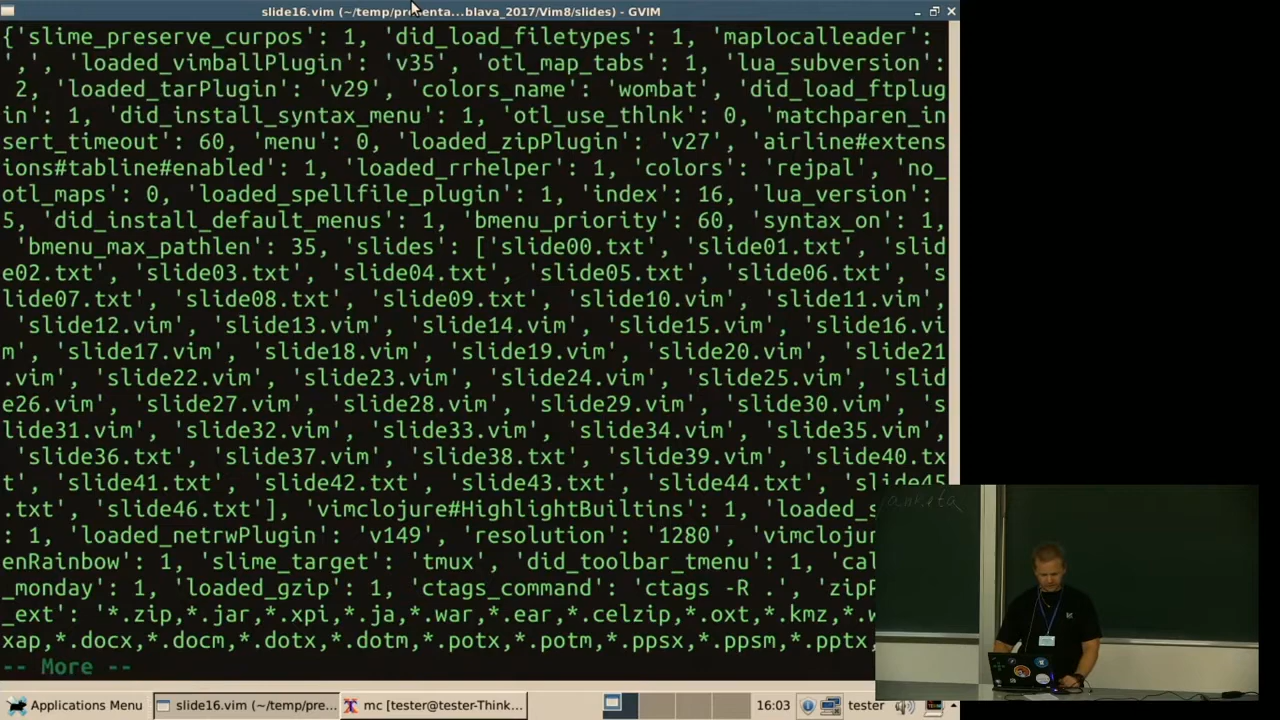 slide16.vim (~/temp/presenta...blava_2017/Vim8/slides) - GVIM
{'slime_preserve_curpos': 1, 'did_load_filetypes': 1, 'maplocalleader':
',', 'loaded_vimballPlugin': 'v35', 'otl_map_tabs': 1, 'lua_subversion':
2, 'loaded_tarPlugin': 'v29', 'colors_name': 'wombat', 'did_load_ftplug
in': 1, 'did_install_syntax_menu': 1, 'otl_use_thlnk': 0, 'matchparen_in
sert_timeout': 60, 'menu': 0, 'loaded_zipPlugin': 'v27', 'airline#extens
ions#tabline#enabled': 1, 'loaded_rrhelper': 1, 'colors': 'rejpal', 'no_
otl_maps': 0, 'loaded_spellfile_plugin': 1, 'index': 16, 'lua_version':
5, 'did_install_default_menus': 1, 'bmenu_priority': 60, 'syntax_on': 1,
'bmenu_max_pathlen': 35, 'slides': ['slide00.txt', 'slide01.txt', 'slid
e02.txt', 'slide03.txt', 'slide04.txt', 'slide05.txt', 'slide06.txt', 's
lide07.txt', 'slide08.txt', 'slide09.txt', 'slide10.vim', 'slide11.vim',
'slide12.vim', 'slide13.vim', 'slide14.vim', 'slide15.vim', 'slide16.vi
m', 'slide17.vim', 'slide18.vim', 'slide19.vim', 'slide20.vim', 'slide21
.vim', 'slide22.vim', 'slide23.vim', 'slide24.vim', 'slide25.vim', 'slid
e26.vim', 'slide27.vim', 'slide28.vim', 'slide29.vim', 'slide30.vim', 's
lide31.vim', 'slide32.vim', 'slide33.vim', 'slide34.vim', 'slide35.vim',
'slide36.txt', 'slide37.vim', 'slide38.vim', 'slide39.vim', 'slide40.tx
t', 'slide41.txt', 'slide42.txt', 'slide43.txt', 'slide44.txt', 'slide45
.txt', 'slide46.txt'], 'vimclojure#HighlightBuiltins': 1, 'loaded_s
: 1, 'loaded_netrwPlugin': 'v149', 'resolution': '1280', 'vimclojur
enRainbow': 1, 'slime_target': 'tmux', 'did_toolbar_tmenu': 1, 'cal
_monday': 1, 'loaded_gzip': 1, 'ctags_command': 'ctags -R .', 'zipP
_ext': '*.zip,*.jar,*.xpi,*.ja,*.war,*.ear,*.celzip,*.oxt,*.kmz,*.w
xap,*.docx,*.docm,*.dotx,*.dotm,*.potx,*.potm,*.ppsx,*.ppsm,*.pptx,
-- More --
Applications Menu
slide16.vim (~/temp/pre...
mc [tester@tester-Think...
16:03
tester